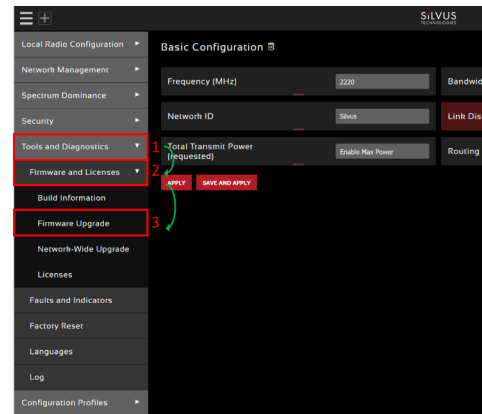 SiLVUS
TECHNOLOGIES
Local Radio Configuration
Basic Configuration
Network Management
Frequency (MHz)
2220
Bandwid
Spectrum Dominance
Security
Network ID
Silvus
Link Dis
Tools and Diagnostics
1
Total Transmit Power
(requested)
Enable Max Power
Routing
Firmware and Licenses
2
APPLY
SAVE AND APPLY
Build Information
Firmware Upgrade
3
Network-Wide Upgrade
Licenses
Faults and Indicators
Factory Reset
Languages
Log
Configuration Profiles